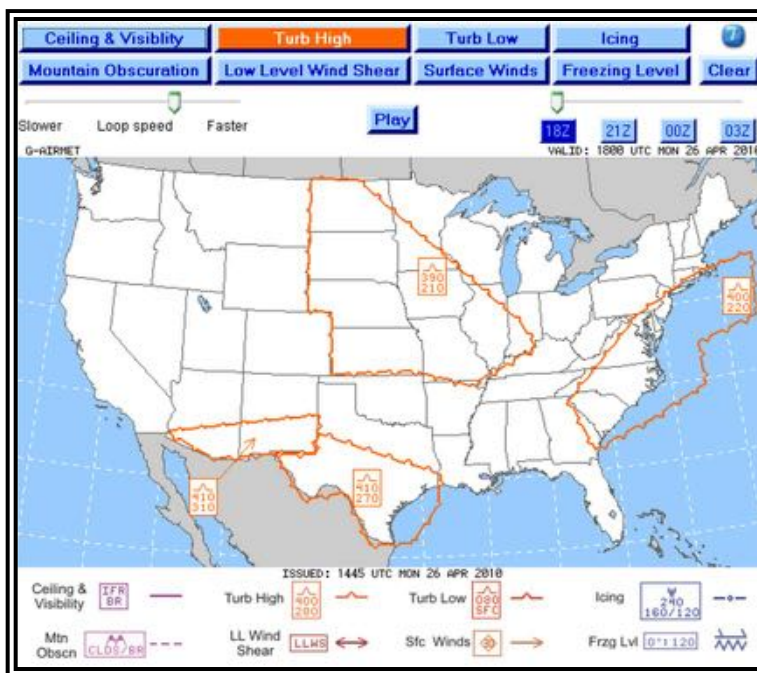 Ceiling & Visiblity Turb High Turb Low Icing ?
Mountain Obscuration Low Level Wind Shear Surface Winds Freezing Level Clear
Slower Loop speed Faster Play 18Z 21Z 00Z 03Z
G-AIRMET VALID: 1800 UTC MON 26 APR 2010
390
210
400
220
410
310
410
270
ISSUED: 1445 UTC MON 26 APR 2010
Ceiling &
Visibility
IFR
BR
Turb High
400
200
Turb Low
080
SFC
Icing
240
160/120
Mtn
Obscn
CLDS/BR
LL Wind
Shear
LLWS
Sfc Winds
30
Frzg Lvl
0°:120